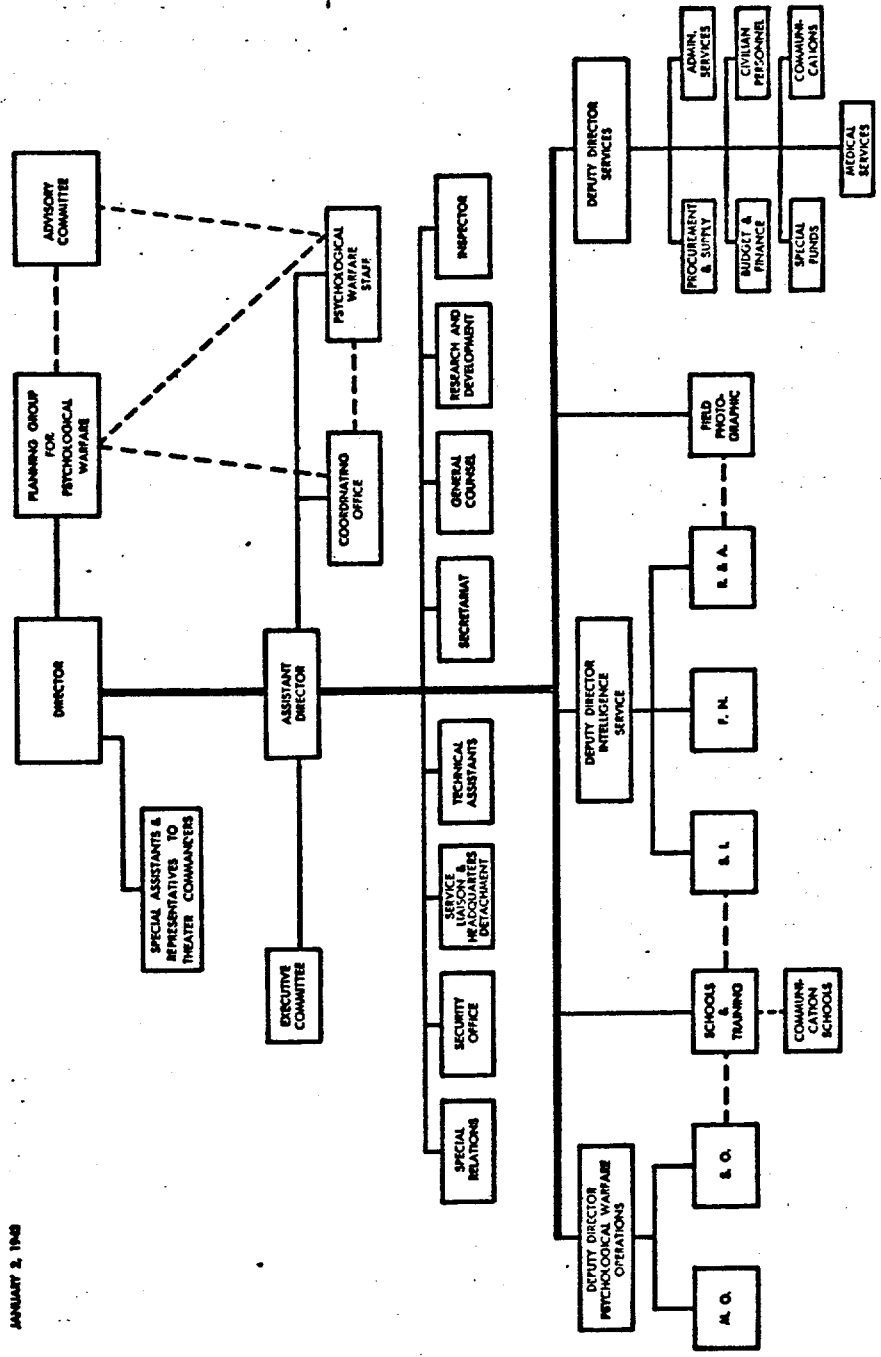 JANUARY 2,
DIRECTOR
PLANNING GROUP
FOR
PSYCHOLOGICAL
WARFARE
ADVISORY
COMMITTEE
SPECIAL ASSISTANTS &
REPRESENTATIVES TO
THEATER COMMANDERS
EXECUTIVE
COMMITTEE
ASSISTANT
DIRECTOR
COORDINATING
OFFICE
PSYCHOLOGICAL
WARFARE
STAFF
SPECIAL
RELATIONS
SECURITY
OFFICE
SERVICE
LIAISON &
HEADQUARTERS
DETACHMENT
TECHNICAL
ASSISTANTS
SECRETARIAT
GENERAL
COUNSEL
RESEARCH AND
DEVELOPMENT
INSPECTOR
DEPUTY DIRECTOR
PSYCHOLOGICAL WARFARE
OPERATIONS
DEPUTY DIRECTOR
INTELLIGENCE
SERVICE
DEPUTY DIRECTOR
SERVICES
M. O.
S. O.
SCHOOLS
&
TRAINING
S. I.
F. N.
R. & A.
FIELD
PHOTO-
GRAPHIC
COMMUNI-
CATION
SCHOOLS
PROCUREMENT
& SUPPLY
ADMIN.
SERVICES
BUDGET &
FINANCE
CIVILIAN
PERSONNEL
SPECIAL
FUNDS
COMMUNI-
CATIONS
MEDICAL
SERVICES